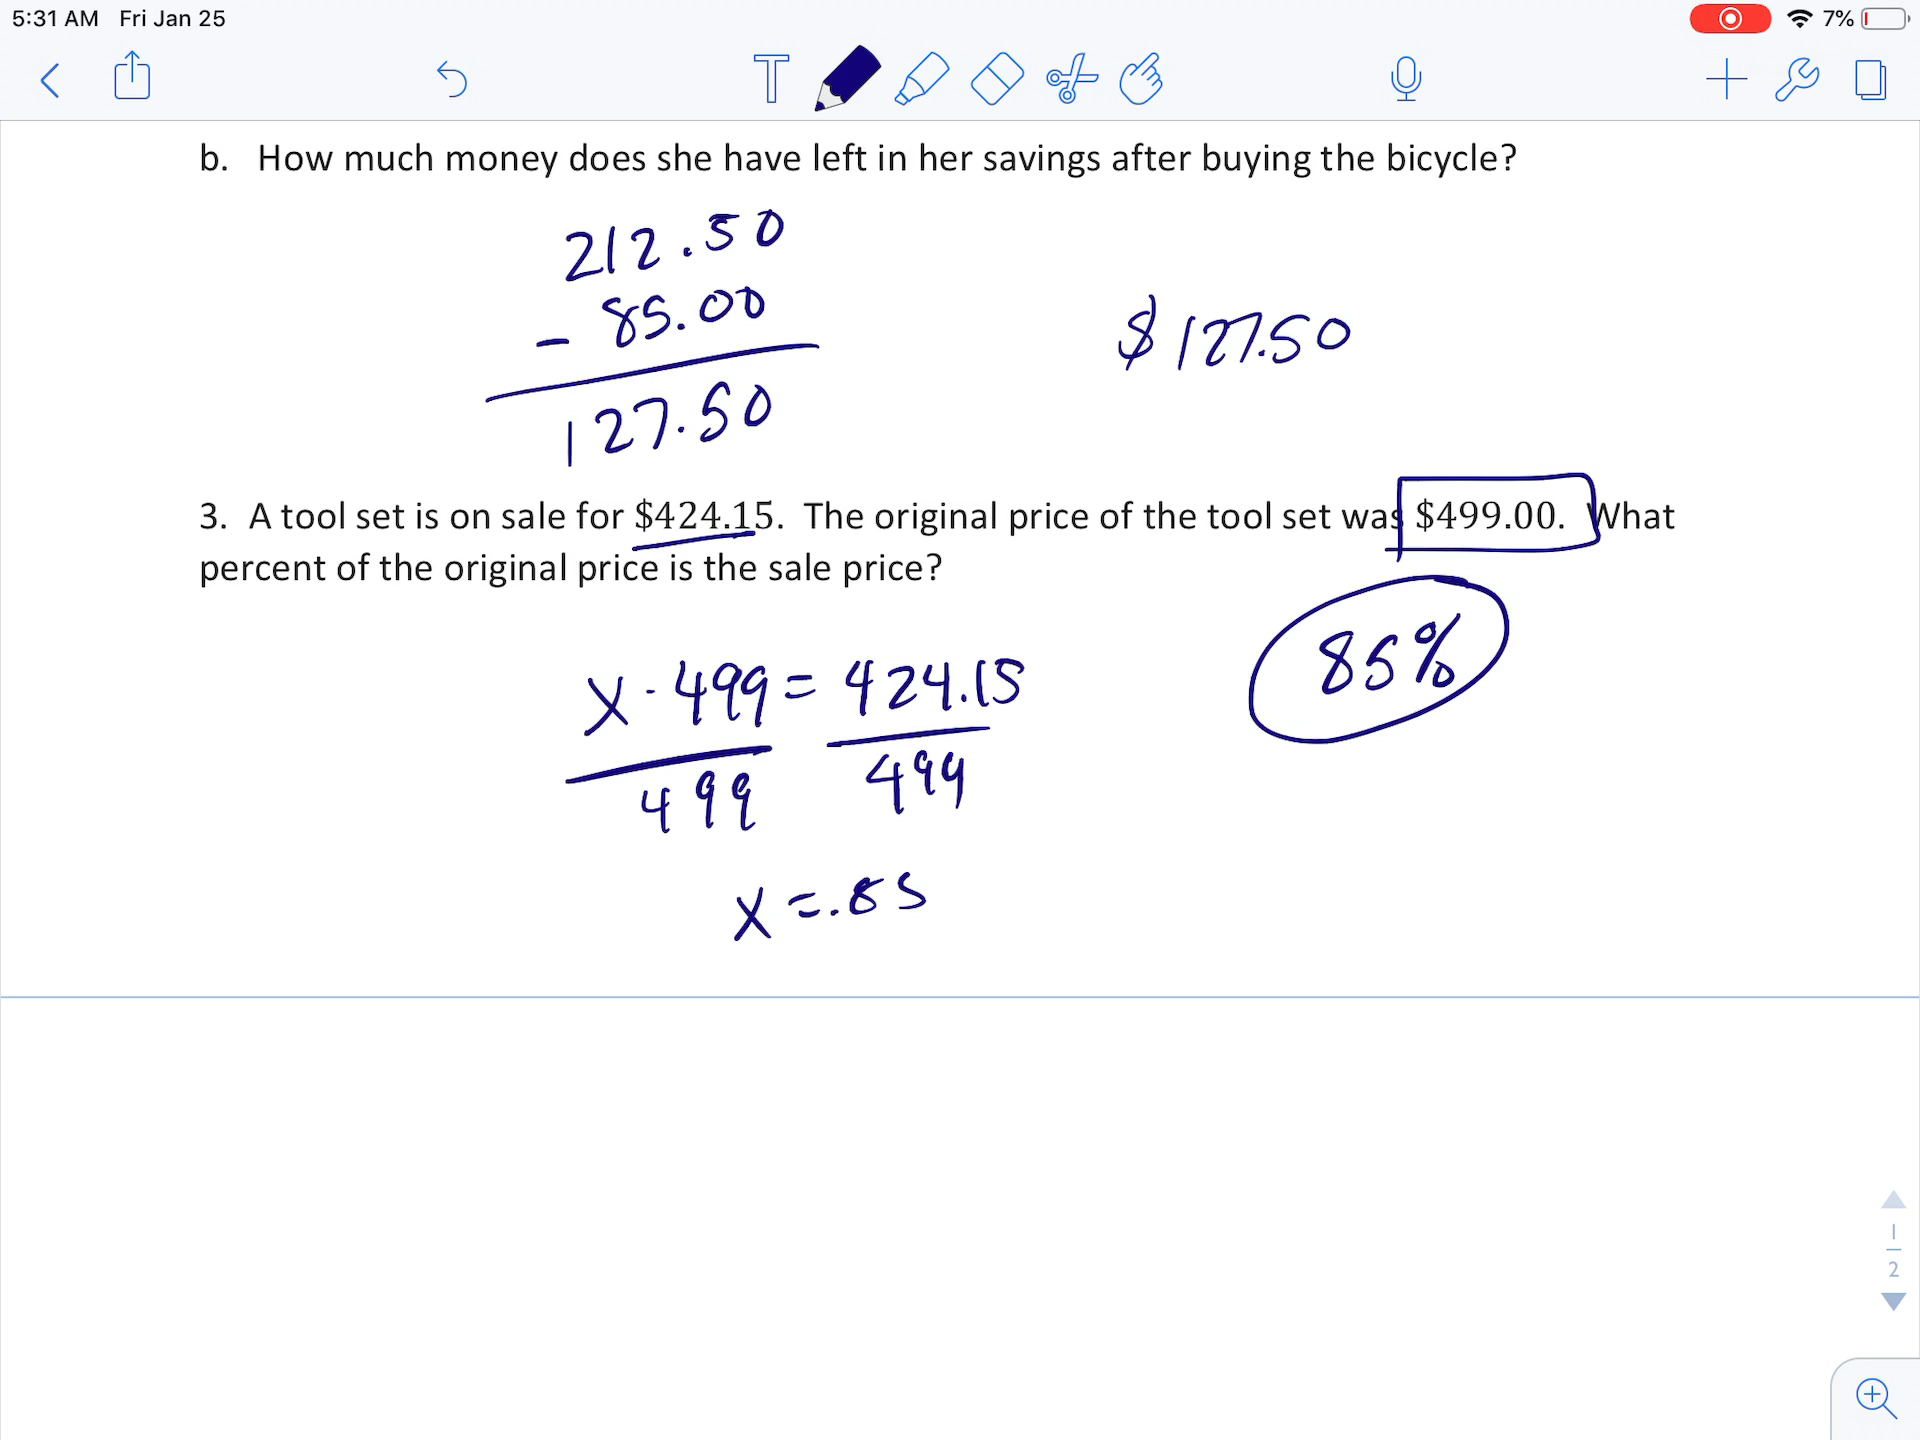 5:31 AM Fri Jan 25
7%
T
b. How much money does she have left in her savings after buying the bicycle?
212.50
- 85.00
127.50
$127.50
3. A tool set is on sale for $424.15. The original price of the tool set was $499.00. What
percent of the original price is the sale price?
85%
x · 499 = 424.15
499 499
x = .85
1
2